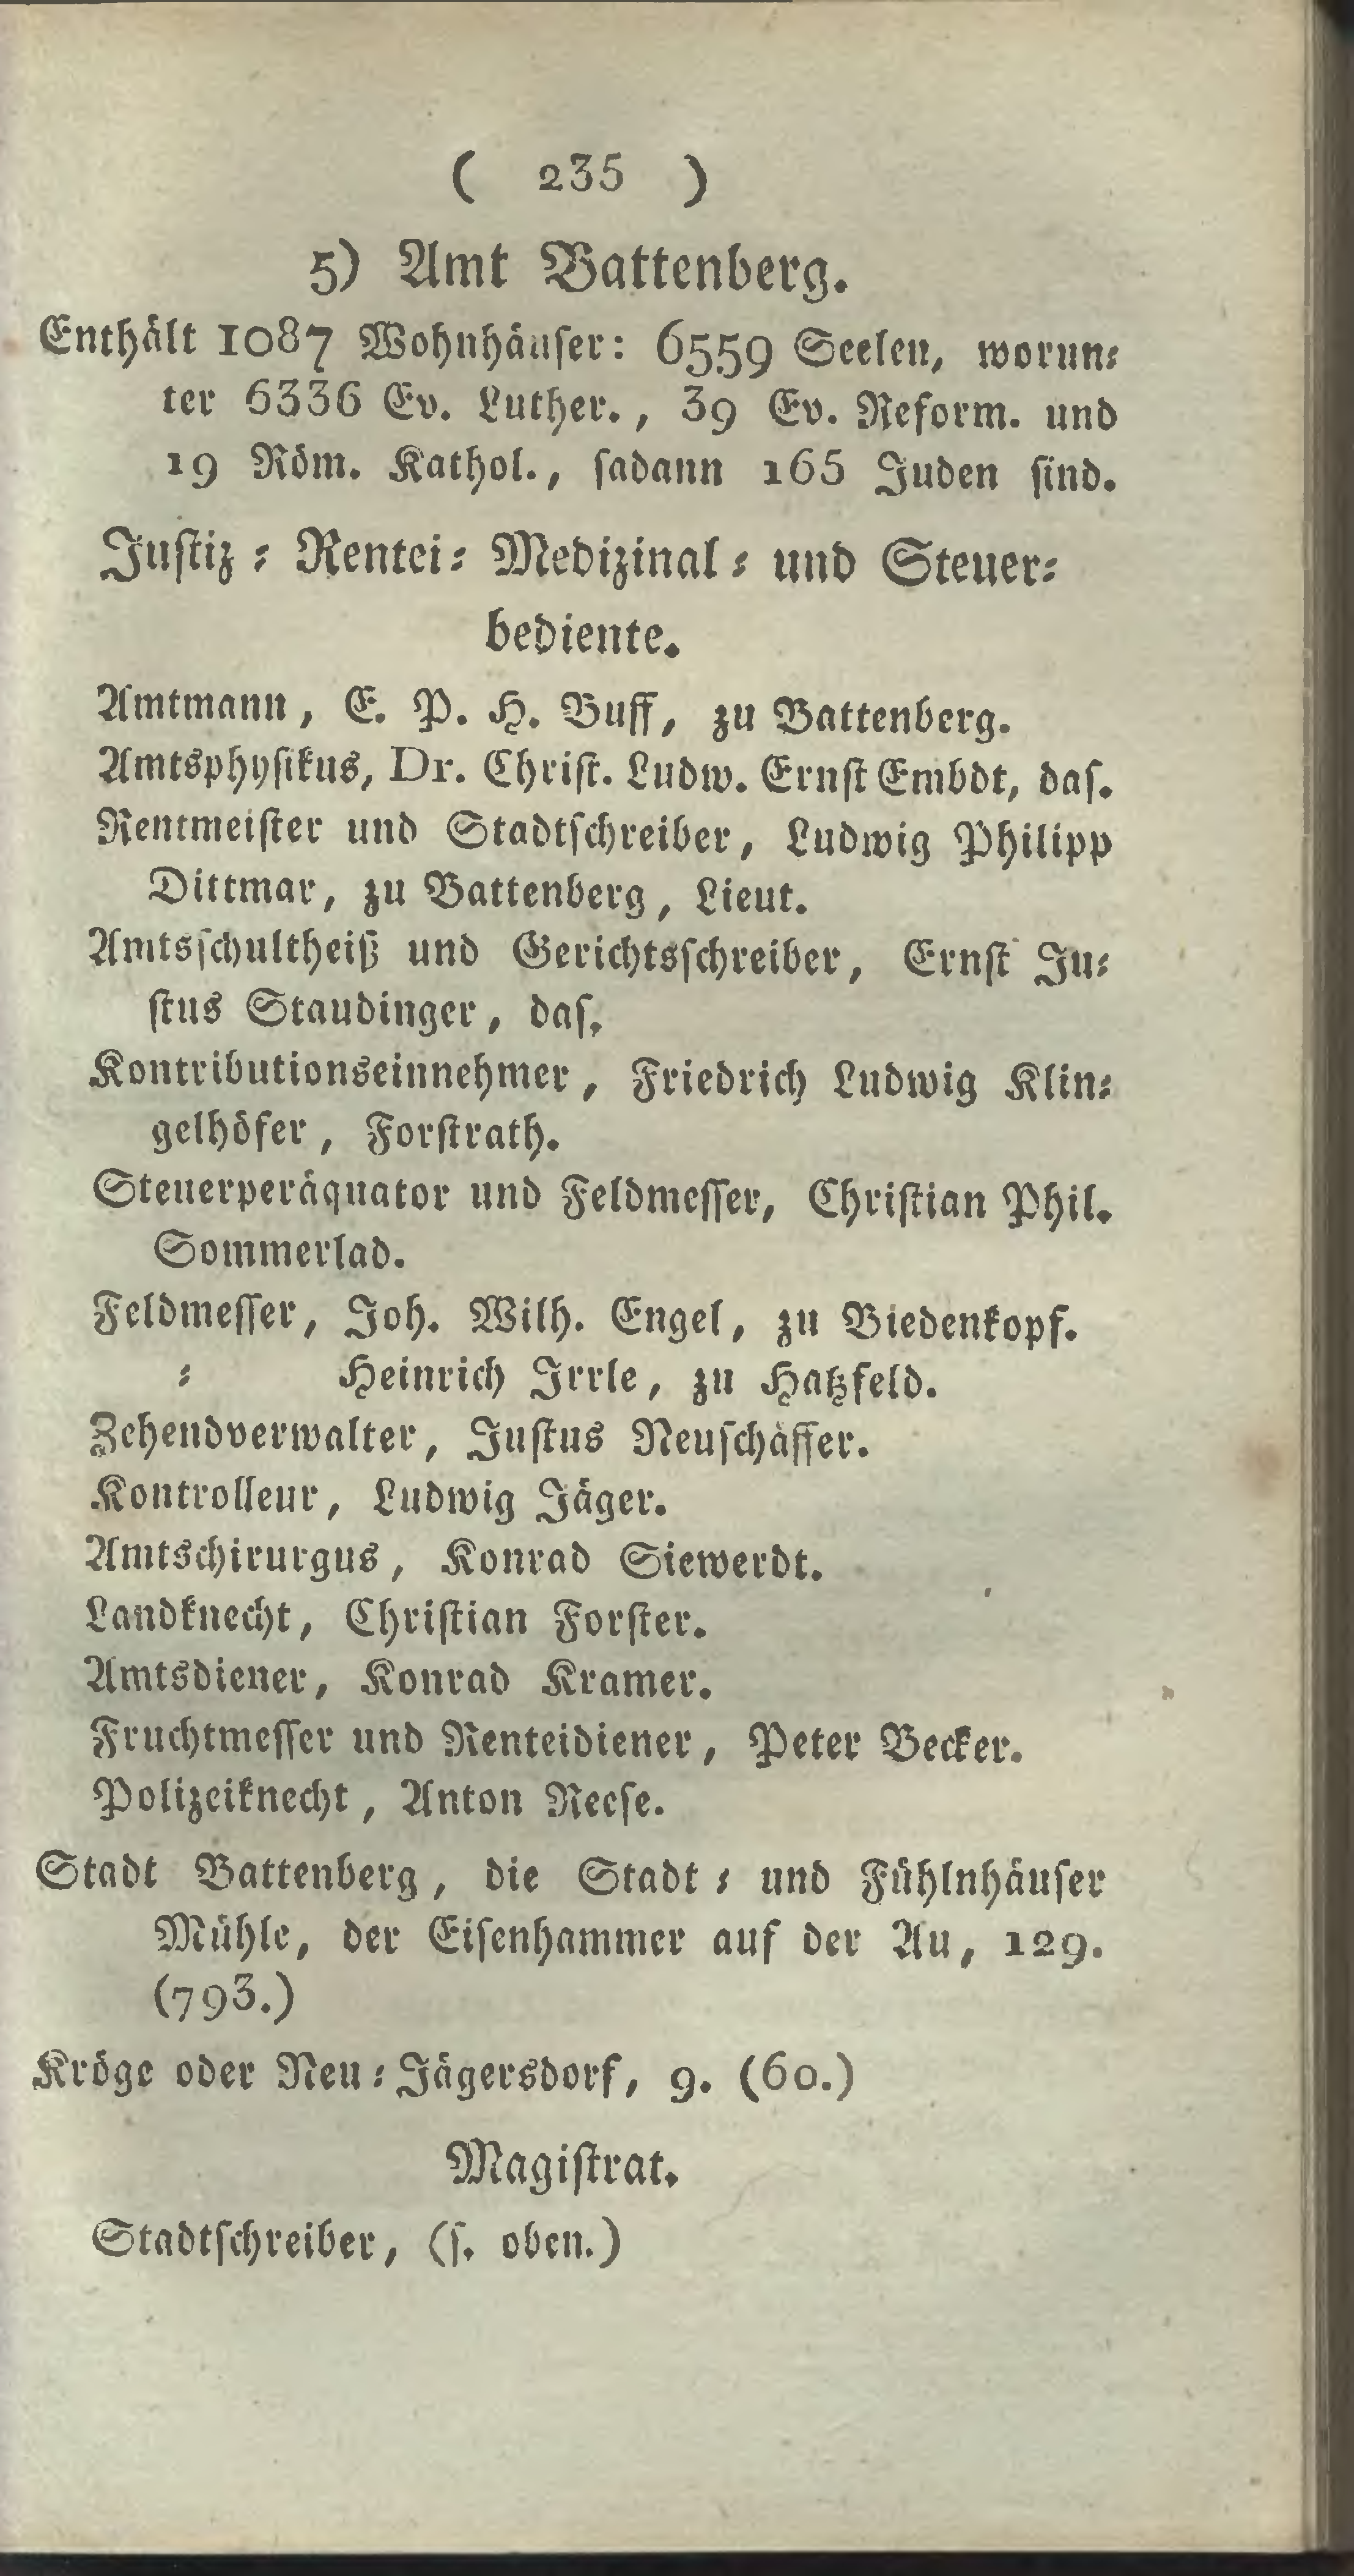 ( 235 )
5) Amt Battenberg.
Enthält 1087 Wohnhäuſer: 6559 Seelen, worun⸗
ter 6336 Ev. Luther., 39 Ev. Reform. und
19 Röm. Kathol., ſadann 165 Juden ſind.
Juſtiz⸗ Rentei⸗ Medizinal⸗ und Steuer⸗
bediente.
Amtmann, E. P. H. Buff, zu Battenberg.
Amtsphyſikus, Dr. Chriſt. Ludw. Ernſt Embdt, daſ.
Rentmeiſter und Stadtſchreiber, Ludwig Philipp
Dittmar, zu Battenberg, Lieut.
Amtsſchultheiß und Gerichtsſchreiber, Ernſt Ju⸗
ſtus Staudinger, daſ.
Kontributionseinnehmer, Friedrich Ludwig Klin⸗
gelhöfer, Forſtrath.
Steuerperäquator und Feldmeſſer, Chriſtian Phil.
Sommerlad.
Feldmeſſer, Joh. Wilh. Engel, zu Biedenkopf.
⸗ Heinrich Irrle, zu Hatzfeld.
Zehendverwalter, Juſtus Neuſchäffer.
Kontrolleur, Ludwig Jäger.
Amtschirurgus, Konrad Siewerdt.
Landknecht, Chriſtian Forſter.
Amtsdiener, Konrad Kramer.
Fruchtmeſſer und Renteidiener, Peter Becker.
Polizeiknecht, Anton Reeſe.
Stadt Battenberg, die Stadt⸗ und Fühlnhäuſer
Mühle, der Eiſenhammer auf der Au, 129.
(793.)
Kröge oder Neu⸗Jägersdorf, 9. (60.)
Magiſtrat.
Stadtſchreiber, (ſ. oben.)